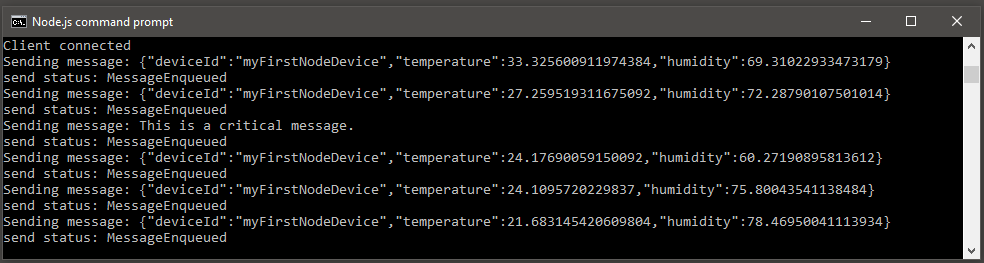 Node.js command prompt
Client connected
Sending message: {"deviceId":"myFirstNodeDevice","temperature":33.325600911974384,"humidity":69.31022933473179}
send status: MessageEnqueued
Sending message: {"deviceId":"myFirstNodeDevice","temperature":27.259519311675092,"humidity":72.28790107501014}
send status: MessageEnqueued
Sending message: This is a critical message.
send status: MessageEnqueued
Sending message: {"deviceId":"myFirstNodeDevice","temperature":24.17690059150092,"humidity":60.27190895813612}
send status: MessageEnqueued
Sending message: {"deviceId":"myFirstNodeDevice","temperature":24.1095720229837,"humidity":75.80043541138484}
send status: MessageEnqueued
Sending message: {"deviceId":"myFirstNodeDevice","temperature":21.683145420609804,"humidity":78.46950041113934}
send status: MessageEnqueued